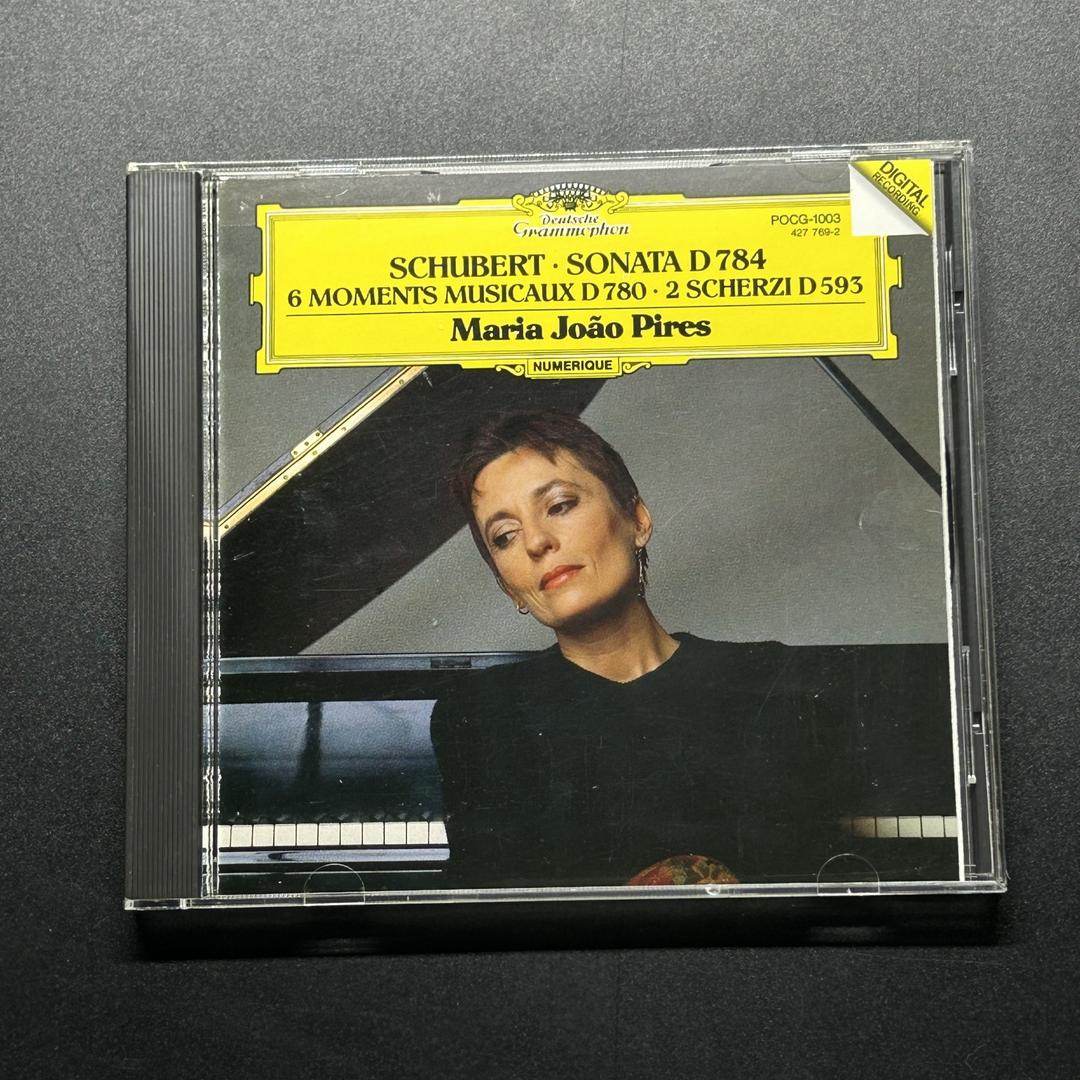 DIGITAL
RECORDING
Deutsche
Grammophon
POCG-1003
427 769-2
SCHUBERT · SONATA D 784
6 MOMENTS MUSICAUX D 780 · 2 SCHERZI D 593
Maria João Pires
NUMERIQUE